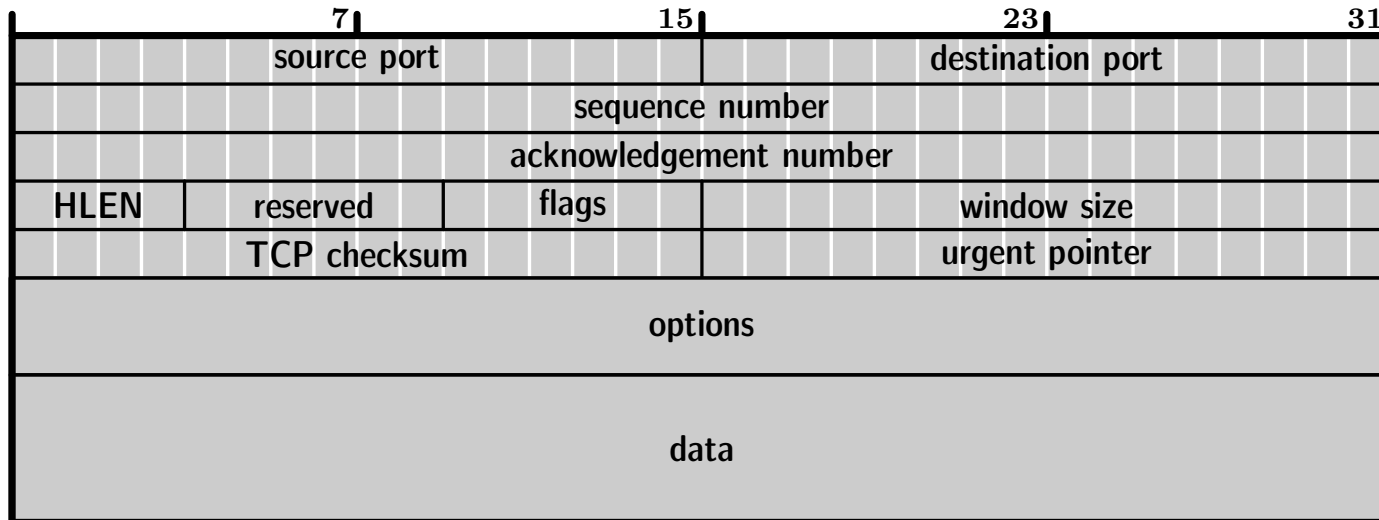 7 15 23 31
source port destination port
sequence number
acknowledgement number
HLEN reserved flags window size
TCP checksum urgent pointer
options
data